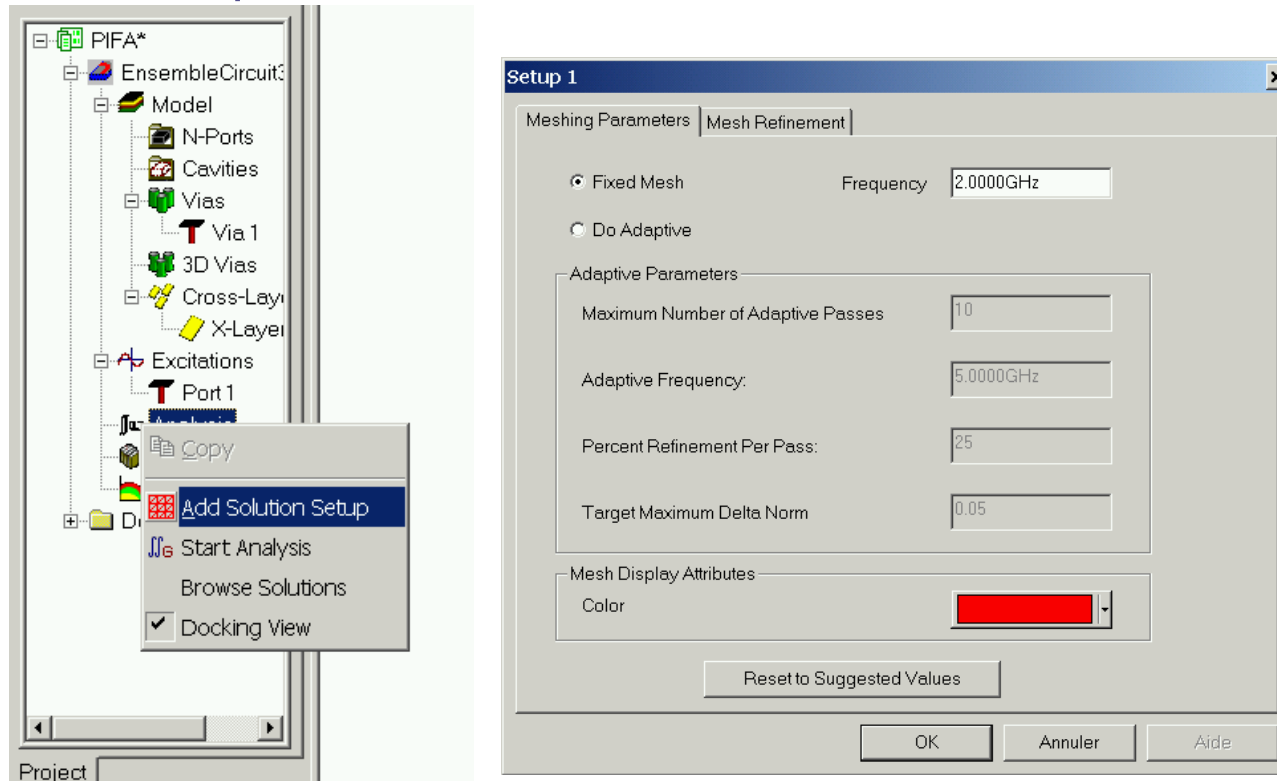 PIFA*
EnsembleCircuit3
Model
N-Ports
Cavities
Vias
Via 1
3D Vias
Cross-Lay
X-Layer
Excitations
Port 1
Copy
Add Solution Setup
Start Analysis
Browse Solutions
Docking View
Project
Setup 1
Meshing Parameters Mesh Refinement
Fixed Mesh Frequency 2.0000GHz
Do Adaptive
Adaptive Parameters
Maximum Number of Adaptive Passes 10
Adaptive Frequency: 5.0000GHz
Percent Refinement Per Pass: 25
Target Maximum Delta Norm 0.05
Mesh Display Attributes
Color
Reset to Suggested Values
OK Annuler Aide